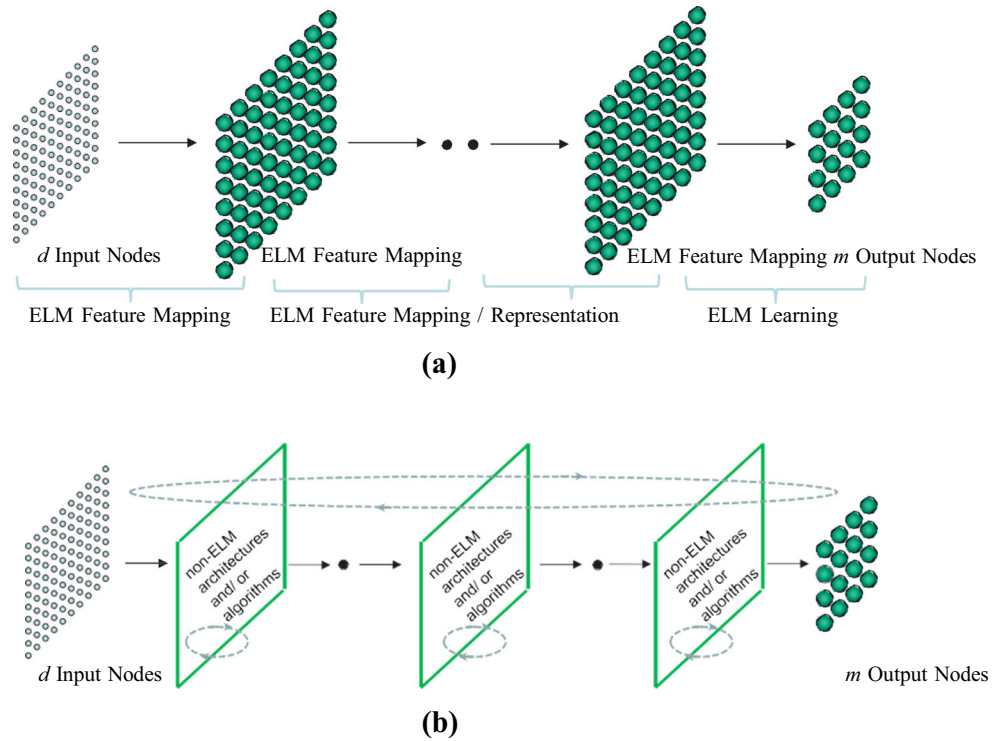 d Input Nodes
ELM Feature Mapping
ELM Feature Mapping
m Output Nodes
ELM Feature Mapping
ELM Feature Mapping / Representation
ELM Learning
(a)
non-ELM
architectures
and/ or
algorithms
non-ELM
architectures
and/ or
algorithms
non-ELM
architectures
and/ or
algorithms
d Input Nodes
m Output Nodes
(b)